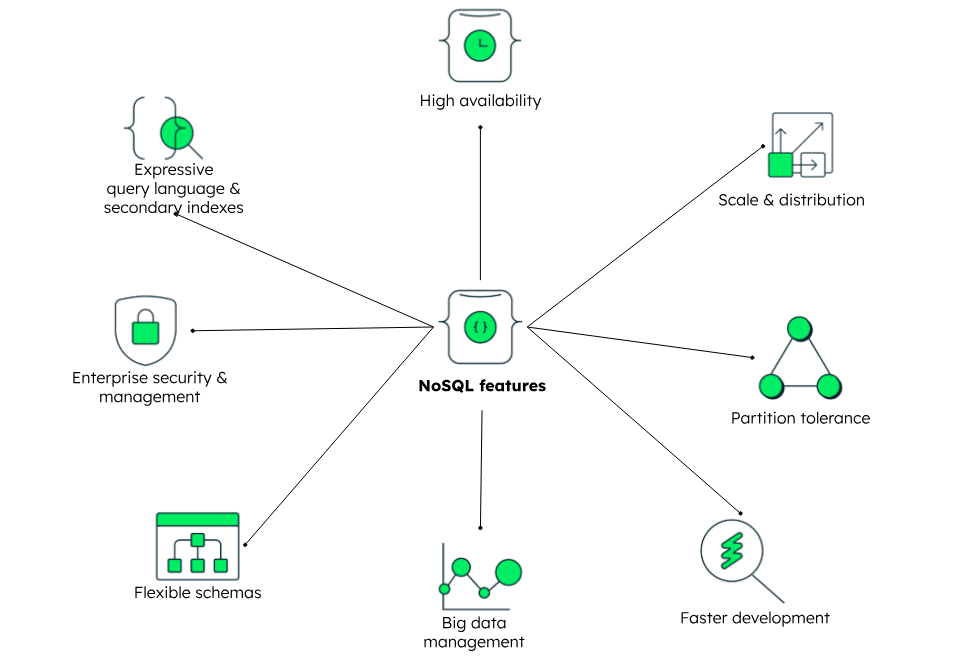 High availability
Expressive
query language &
secondary indexes
Scale & distribution
{ }
NoSQL features
Enterprise security &
management
Partition tolerance
Flexible schemas
Big data
management
Faster development